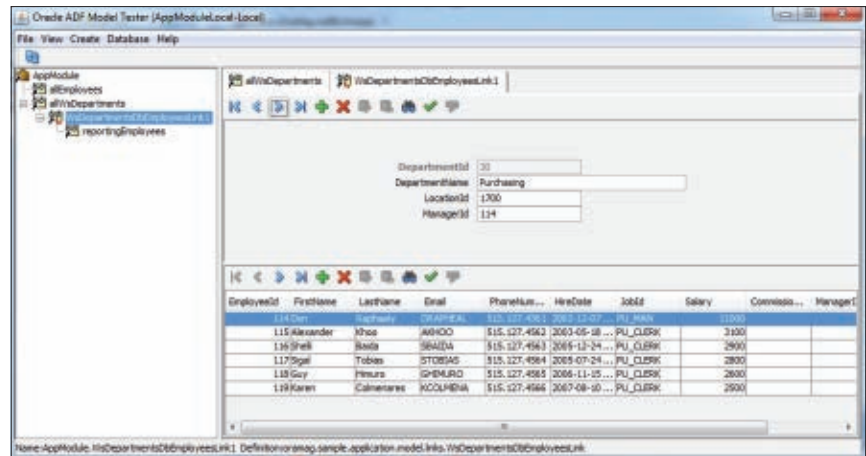 Oracle ADF Model Tester [AppModuleLocal-Local]
File View Create Database Help
AppModule
allEmployees
allWsDepartments
WsDepartmentsDbEmployeesLink1
reportingEmployees
allWsDepartments WsDepartmentsDbEmployeesLink1
DepartmentId 30
DepartmentName Purchasing
LocationId 1700
ManagerId 114
EmployeeId FirstName LastName Email PhoneNum... HireDate JobId Salary Commissio... ManagerI
114 Den Raphaely DRAPHEAL 515.127.4561 2002-12-07 ... PU_MAN 11000
115 Alexander Khoo AKHOO 515.127.4562 2003-05-18 ... PU_CLERK 3100
116 Shelli Baida SBAIDA 515.127.4563 2005-12-24 ... PU_CLERK 2900
117 Sigal Tobias STOBIAS 515.127.4564 2005-07-24 ... PU_CLERK 2800
118 Guy Himuro GHIMURO 515.127.4565 2006-11-15 ... PU_CLERK 2600
119 Karen Colmenares KCOLMENA 515.127.4566 2007-08-10 ... PU_CLERK 2500
Name:AppModule.WsDepartmentsDbEmployeesLink1 Definition:oramag.sample.application.model.links.WsDepartmentsDbEmployeesLink